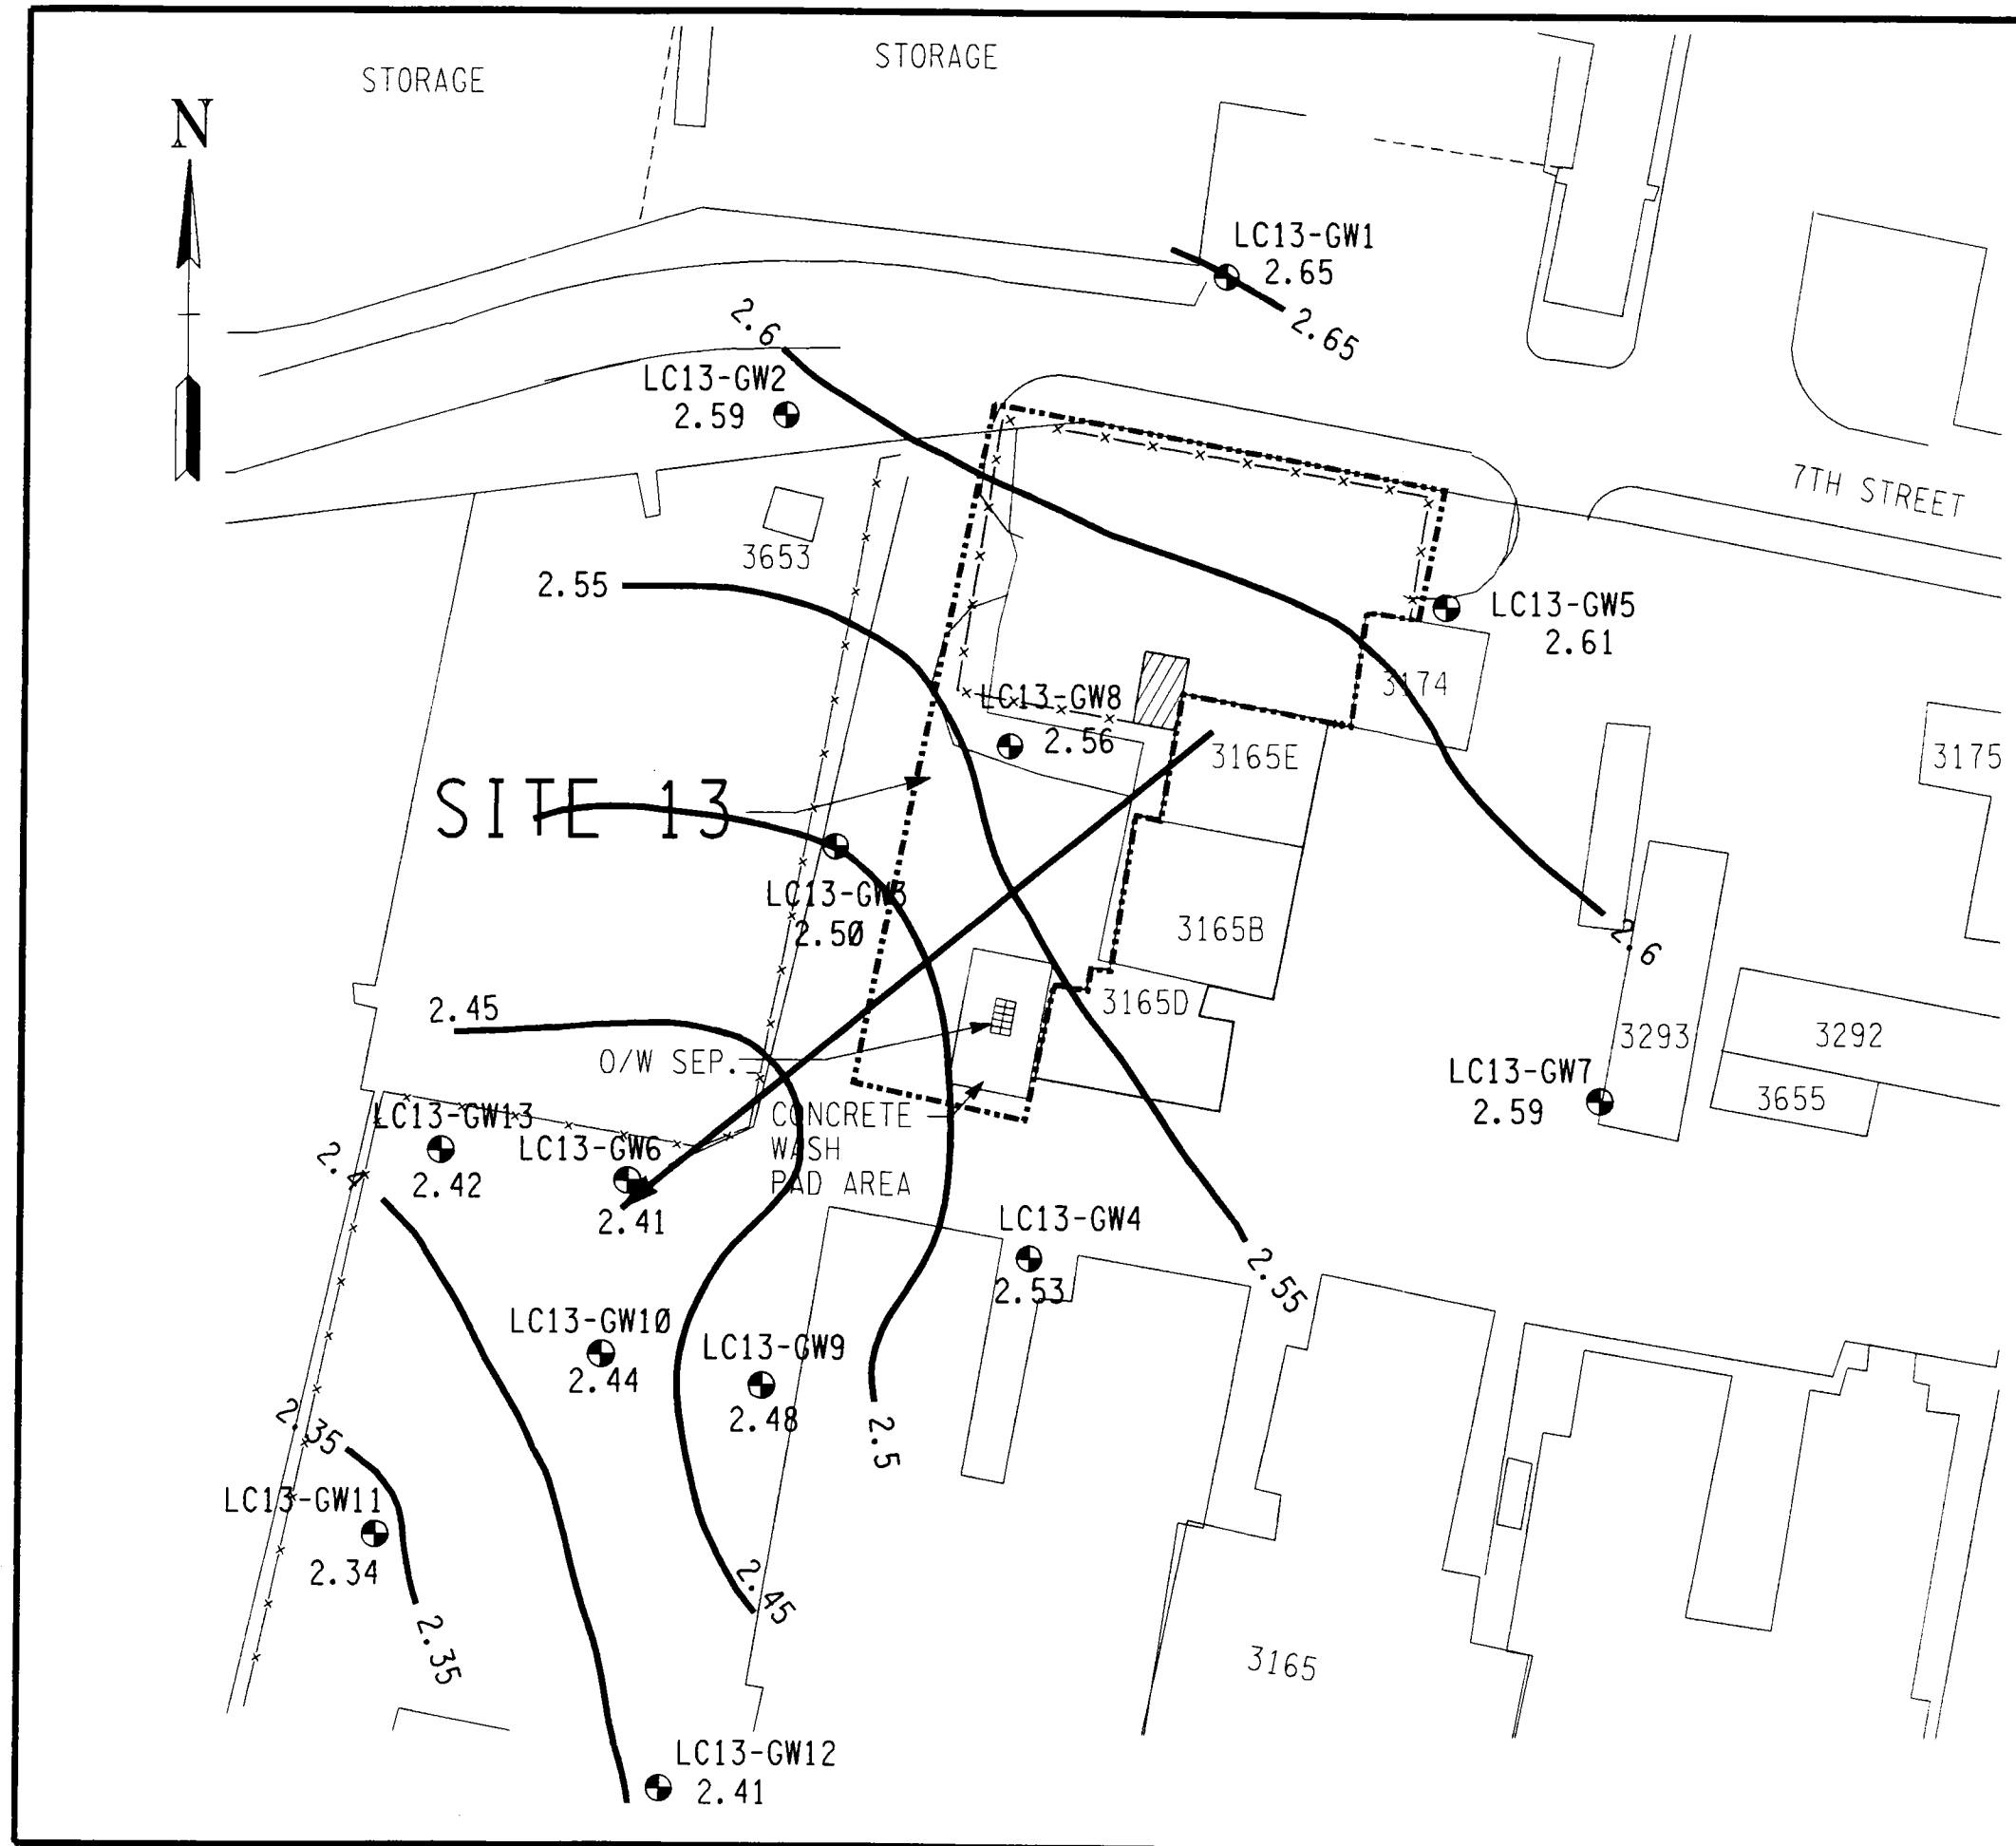 STORAGE
STORAGE
N
LC13-GW1
2.65
2.65
2.6
LC13-GW2
2.59
7TH STREET
3653
2.55
LC13-GW5
2.61
3174
LC13-GW8
2.56
3165E
3175
SITE 13
LC13-GW3
2.50
3165B
2.6
2.45
3165D
3293
3292
O/W SEP.
LC13-GW7
2.59
3655
CONCRETE
WASH
PAD AREA
LC13-GW13
2.42
2.4
LC13-GW6
2.41
LC13-GW4
2.53
2.55
LC13-GW10
2.44
LC13-GW9
2.48
2.5
2.35
LC13-GW11
2.34
2.35
2.45
3165
LC13-GW12
2.41